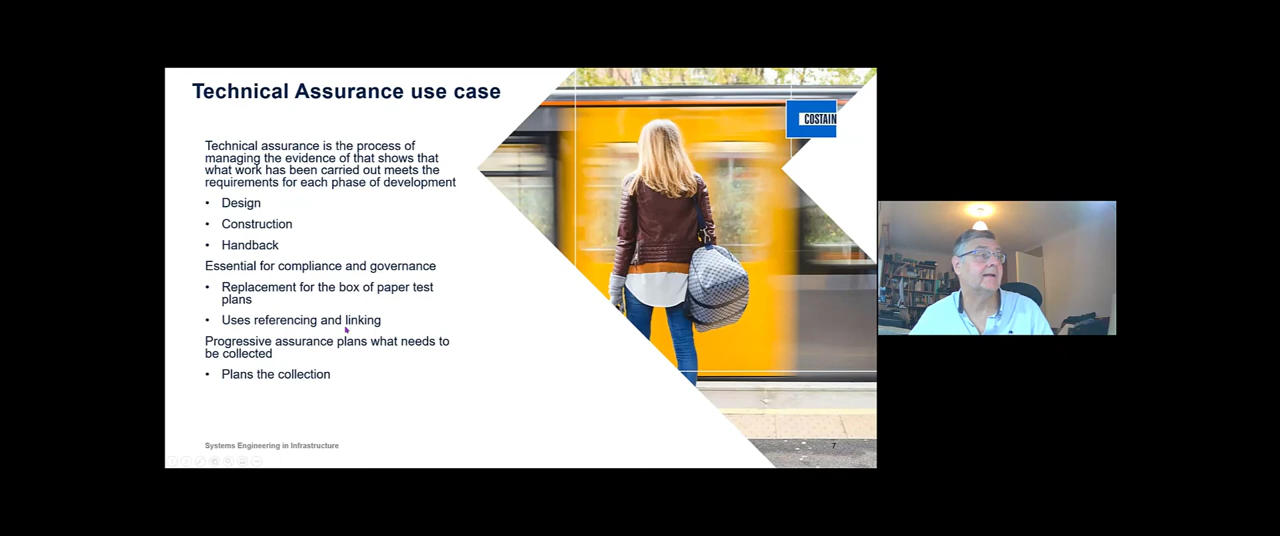 Technical Assurance use case
COSTAIN
Technical assurance is the process of
managing the evidence of that shows that
what work has been carried out meets the
requirements for each phase of development
• Design
• Construction
• Handback
Essential for compliance and governance
• Replacement for the box of paper test
plans
• Uses referencing and linking
Progressive assurance plans what needs to
be collected
• Plans the collection
Systems Engineering in Infrastructure
7